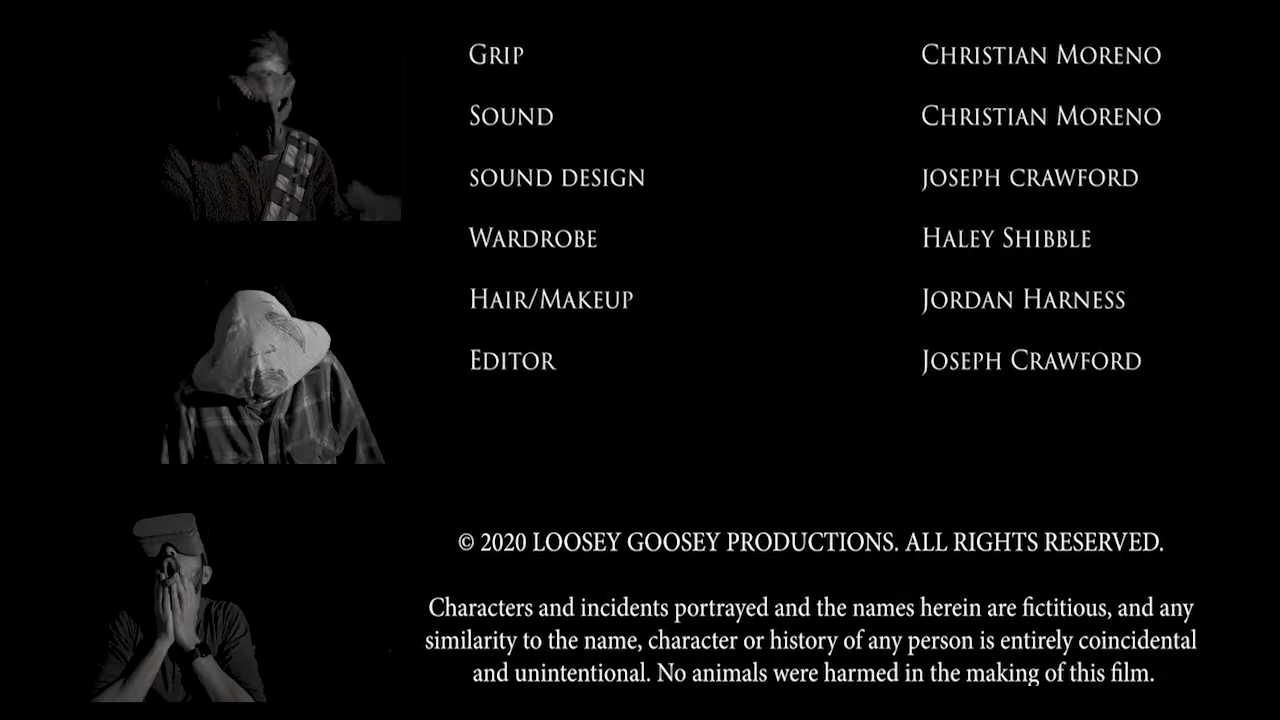 Grip Christian Moreno
Sound Christian Moreno
sound design joseph crawford
Wardrobe Haley Shibble
Hair/Makeup Jordan Harness
Editor Joseph Crawford
© 2020 LOOSEY GOOSEY PRODUCTIONS. ALL RIGHTS RESERVED.
Characters and incidents portrayed and the names herein are fictitious, and any
similarity to the name, character or history of any person is entirely coincidental
and unintentional. No animals were harmed in the making of this film.